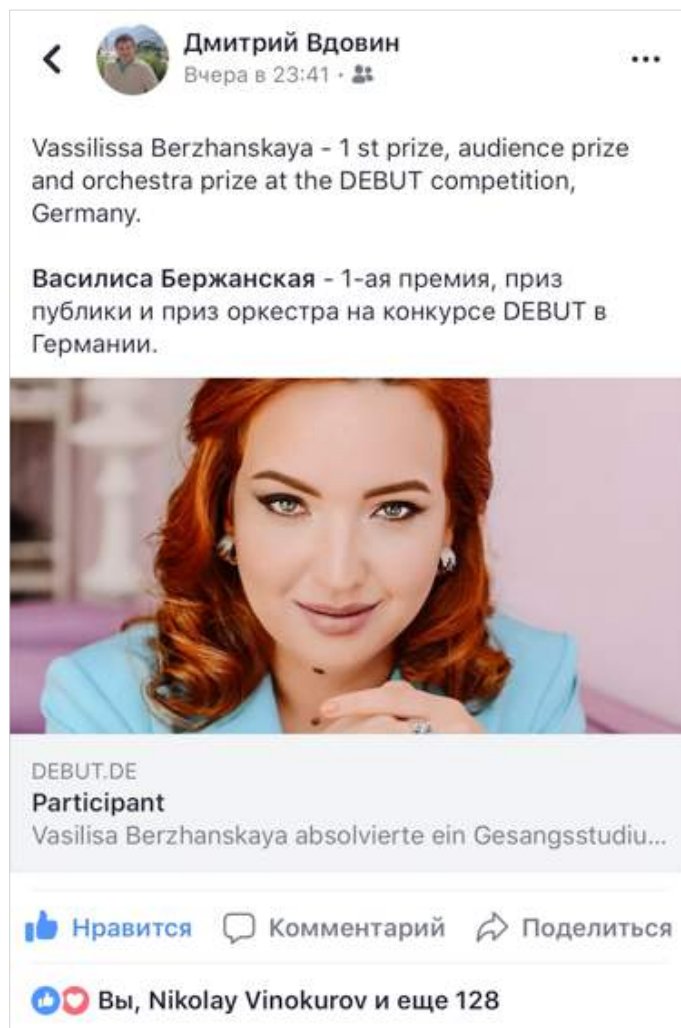 Дмитрий Вдовин
Вчера в 23:41 ·
Vassilissa Berzhanskaya - 1 st prize, audience prize
and orchestra prize at the DEBUT competition,
Germany.
Василиса Бержанская - 1-ая премия, приз
публики и приз оркестра на конкурсе DEBUT в
Германии.
DEBUT.DE
Participant
Vasilisa Berzhanskaya absolvierte ein Gesangsstudiu...
Нравится Комментарий Поделиться
Вы, Nikolay Vinokurov и еще 128